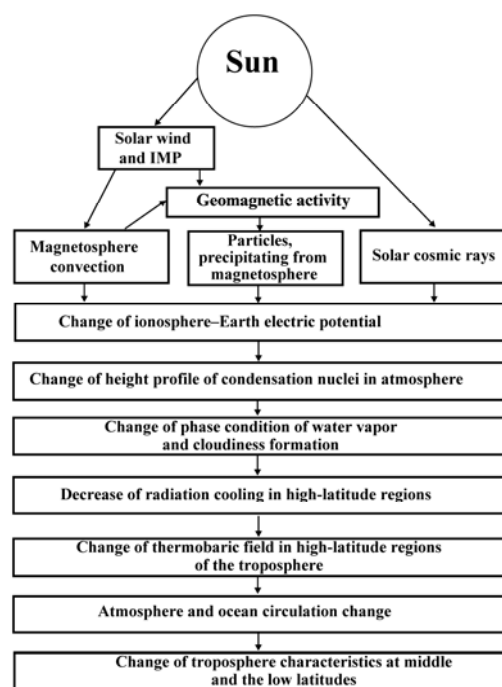 Sun
Solar wind
and IMP
Geomagnetic activity
Magnetosphere
convection
Particles,
precipitating from
magnetosphere
Solar cosmic rays
Change of ionosphere–Earth electric potential
Change of height profile of condensation nuclei in atmosphere
Change of phase condition of water vapor
and cloudiness formation
Decrease of radiation cooling in high-latitude regions
Change of thermobaric field in high-latitude regions
of the troposphere
Atmosphere and ocean circulation change
Change of troposphere characteristics at middle
and the low latitudes